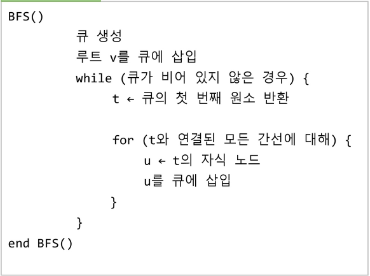 BFS()
큐 생성
루트 v를 큐에 삽입
while (큐가 비어 있지 않은 경우) {
t ← 큐의 첫 번째 원소 반환
for (t와 연결된 모든 간선에 대해) {
u ← t의 자식 노드
u를 큐에 삽입
}
}
end BFS()